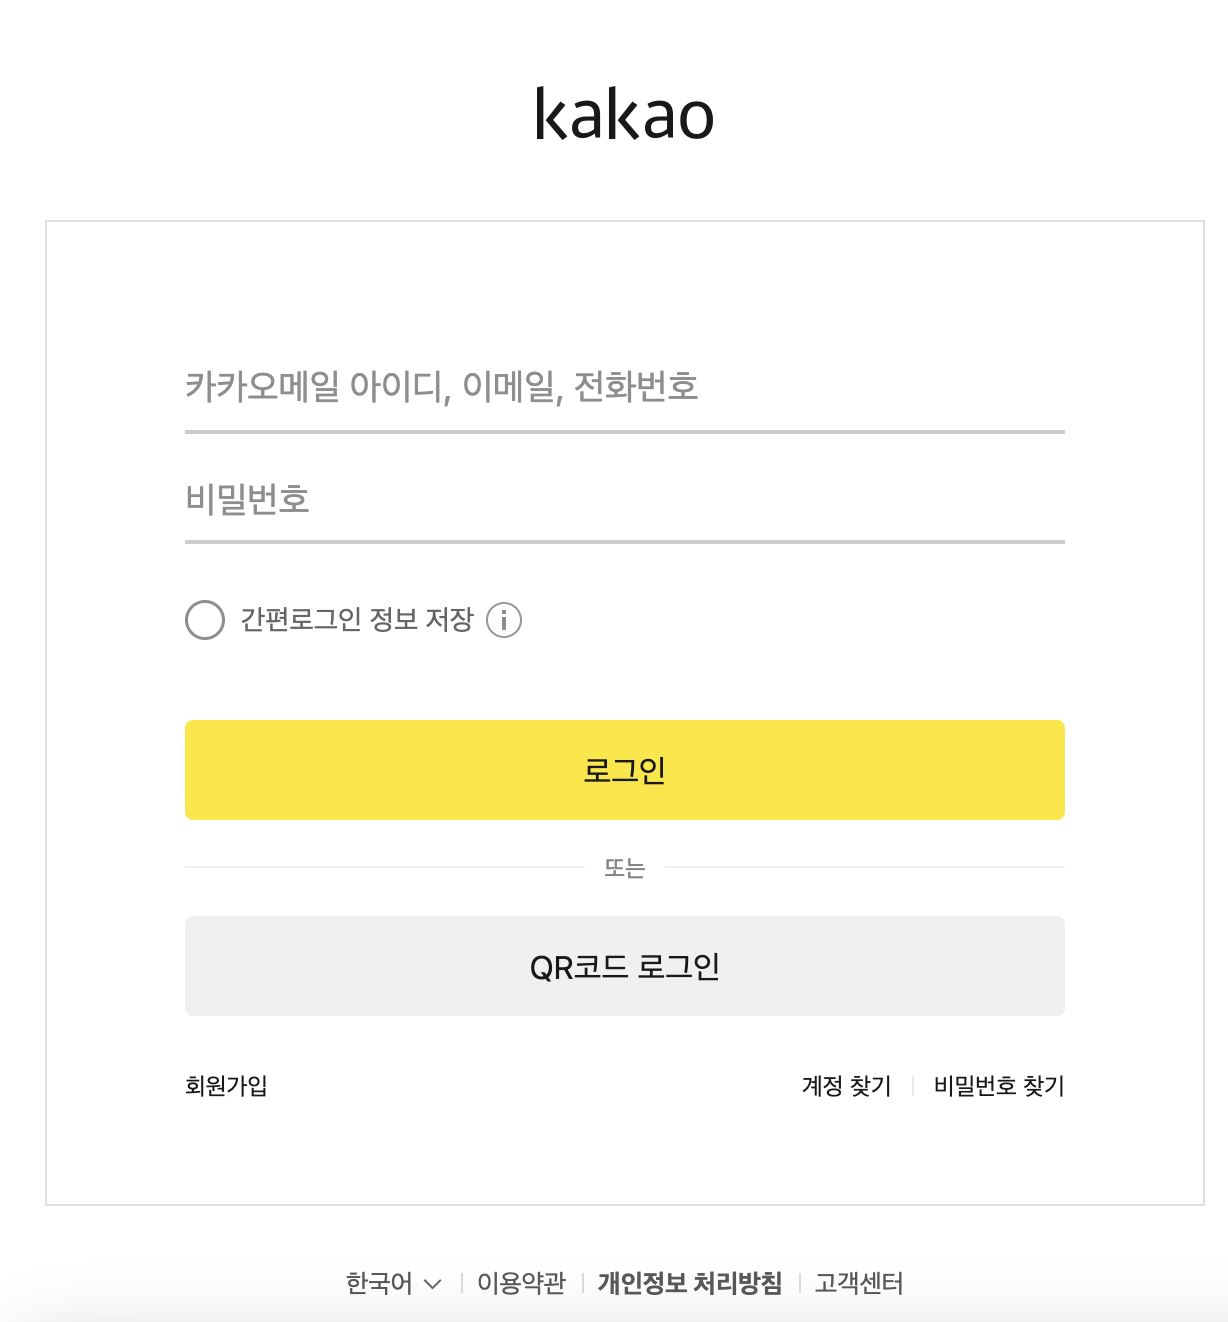 kakao
카카오메일 아이디, 이메일, 전화번호
비밀번호
간편로그인 정보 저장
로그인
또는
QR코드 로그인
회원가입 계정 찾기 비밀번호 찾기
한국어 이용약관 개인정보 처리방침 고객센터